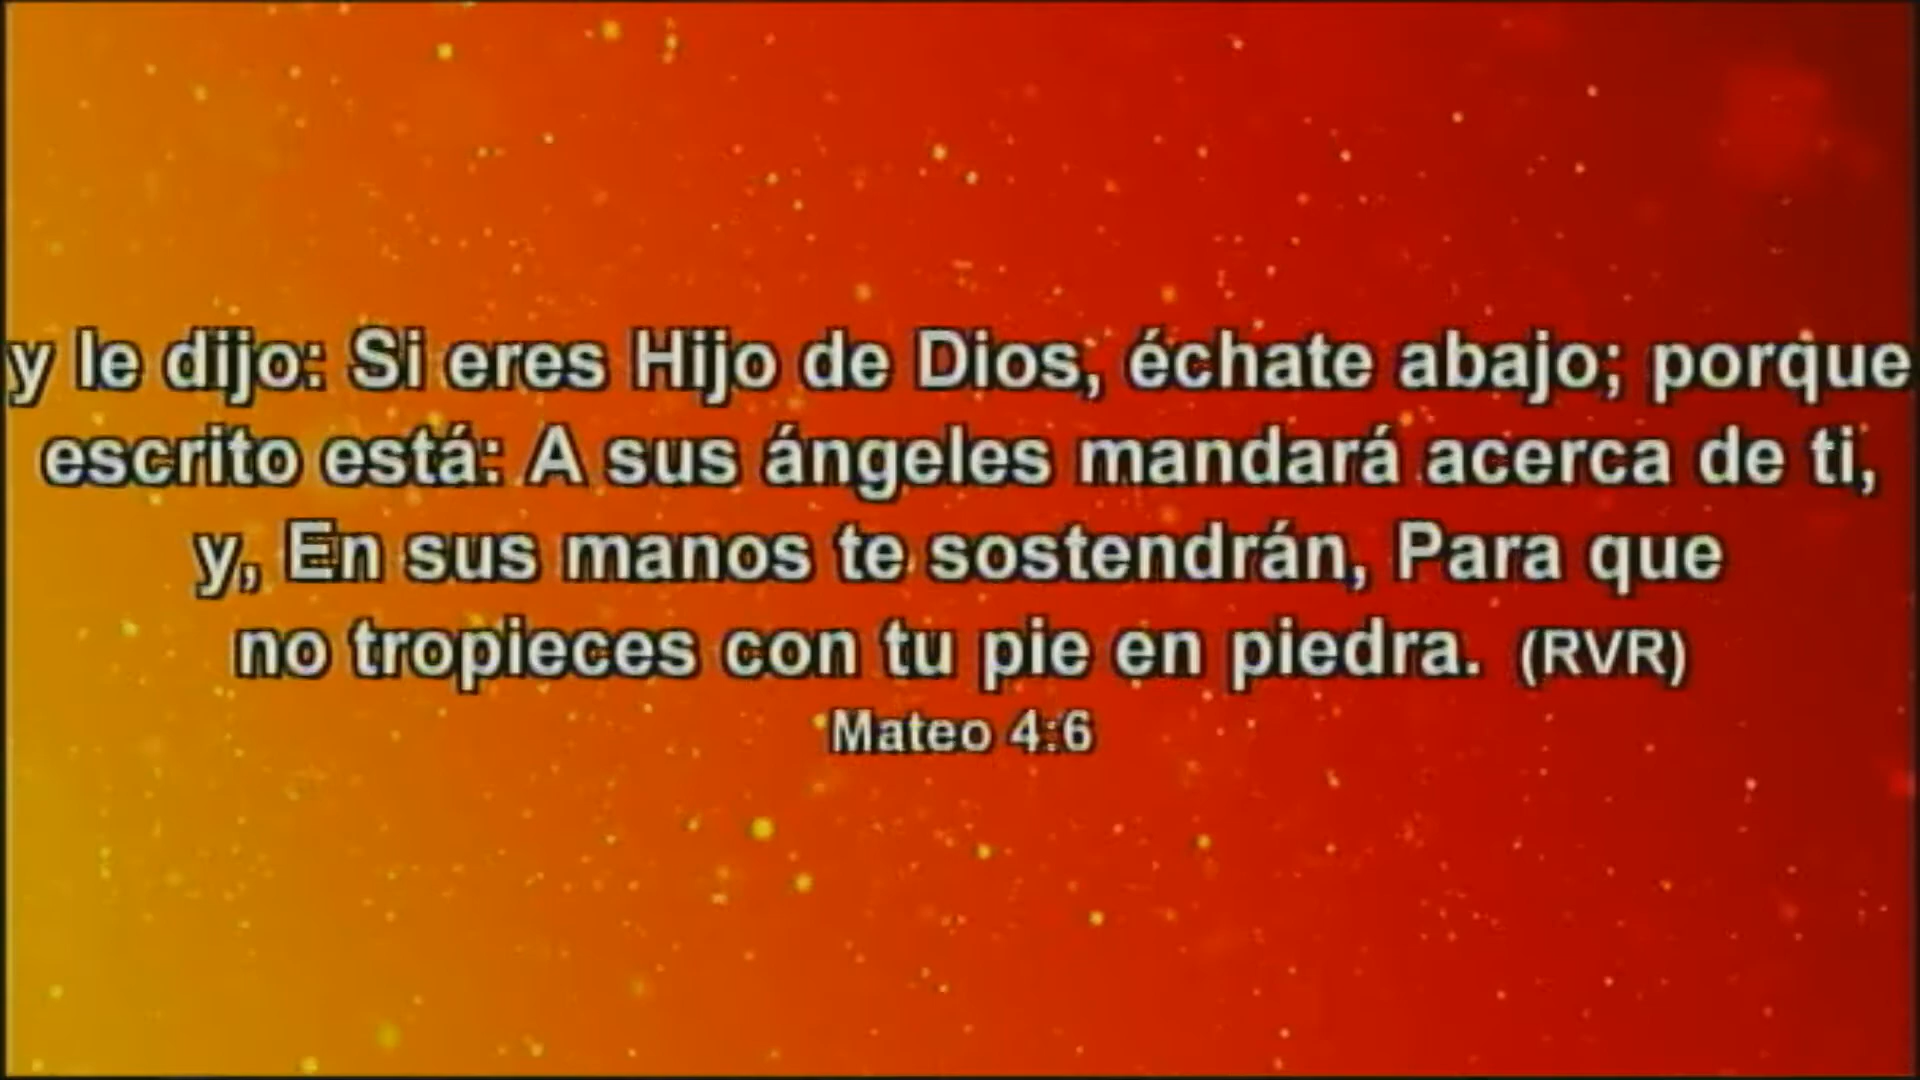 y le dijo: Si eres Hijo de Dios, échate abajo; porque
escrito está: A sus ángeles mandará acerca de ti,
y, En sus manos te sostendrán, Para que
no tropieces con tu pie en piedra. (RVR)
Mateo 4:6